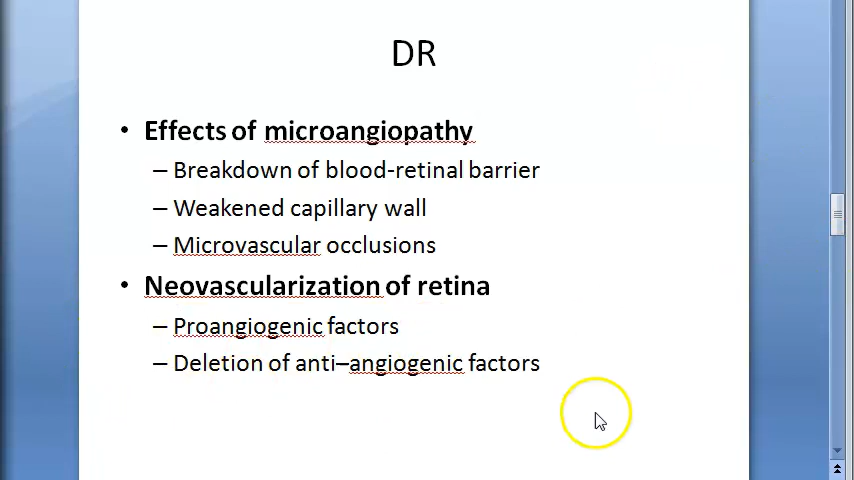 DR
• Effects of microangiopathy
– Breakdown of blood-retinal barrier
– Weakened capillary wall
– Microvascular occlusions
• Neovascularization of retina
– Proangiogenic factors
– Deletion of anti–angiogenic factors